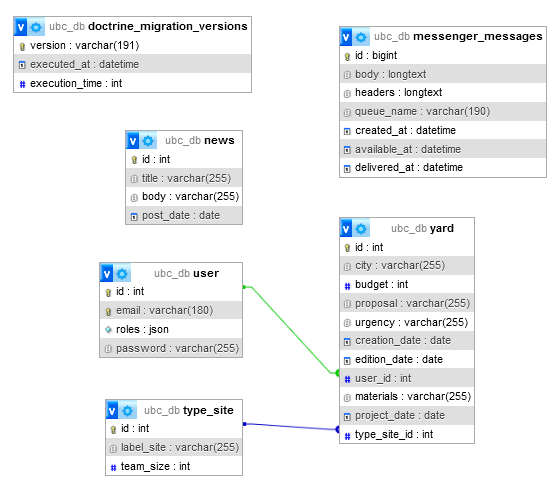 ubc_db doctrine_migration_versions
version : varchar(191)
executed_at : datetime
execution_time : int
ubc_db messenger_messages
id : bigint
body : longtext
headers : longtext
queue_name : varchar(190)
created_at : datetime
available_at : datetime
delivered_at : datetime
ubc_db news
id : int
title : varchar(255)
body : varchar(255)
post_date : date
ubc_db yard
id : int
city : varchar(255)
budget : int
proposal : varchar(255)
urgency : varchar(255)
creation_date : date
edition_date : date
user_id : int
materials : varchar(255)
project_date : date
type_site_id : int
ubc_db user
id : int
email : varchar(180)
roles : json
password : varchar(255)
ubc_db type_site
id : int
label_site : varchar(255)
team_size : int